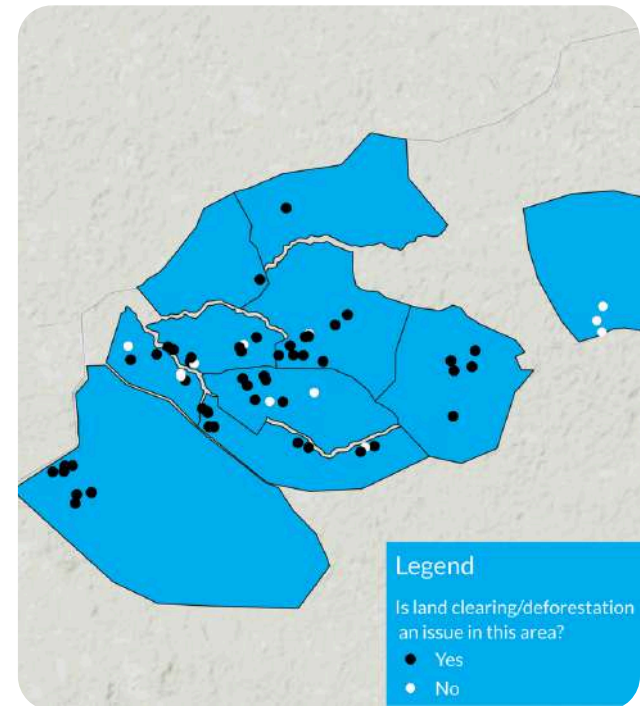 Legend
Is land clearing/deforestation
an issue in this area?
Yes
No